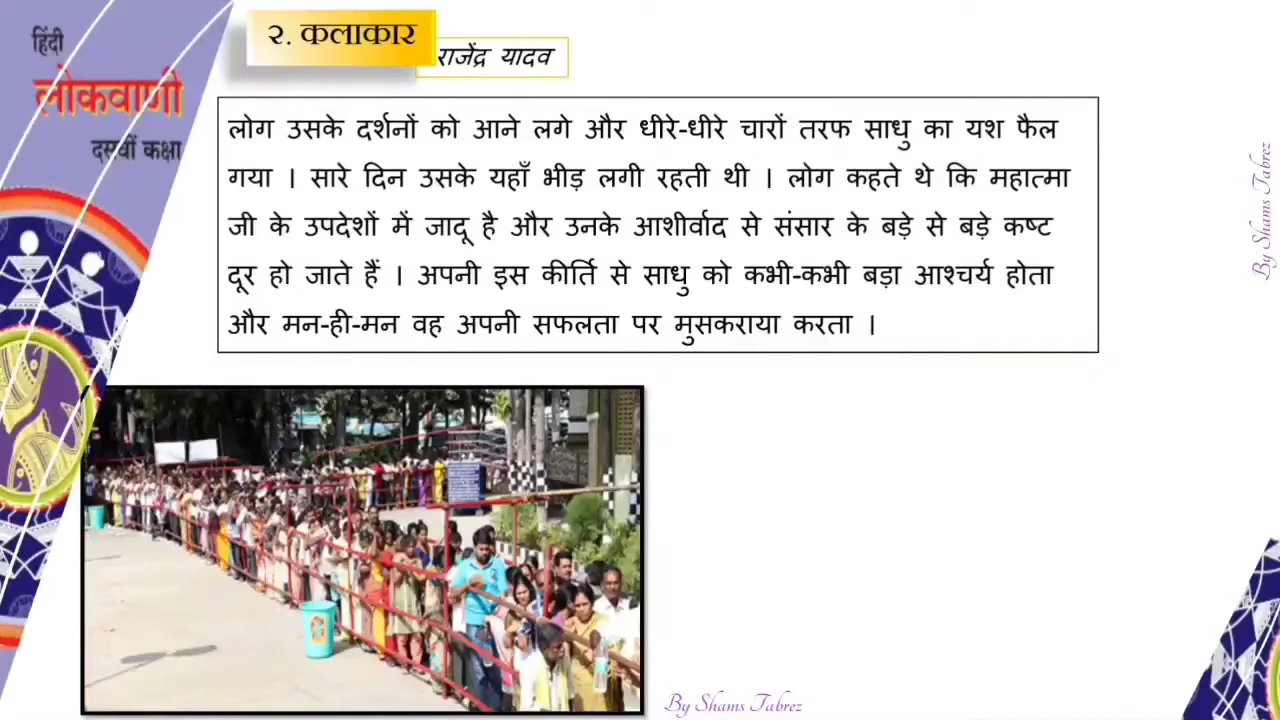 हिंदी
लोकवाणी
दसवीं कक्षा
२. कलाकार
राजेंद्र यादव
लोग उसके दर्शनों को आने लगे और धीरे-धीरे चारों तरफ साधु का यश फैल
गया । सारे दिन उसके यहाँ भीड़ लगी रहती थी । लोग कहते थे कि महात्मा
जी के उपदेशों में जादू है और उनके आशीर्वाद से संसार के बड़े से बड़े कष्ट
दूर हो जाते हैं । अपनी इस कीर्ति से साधु को कभी-कभी बड़ा आश्चर्य होता
और मन-ही-मन वह अपनी सफलता पर मुसकराया करता ।
By Shams Tabrez
By Shams Tabrez